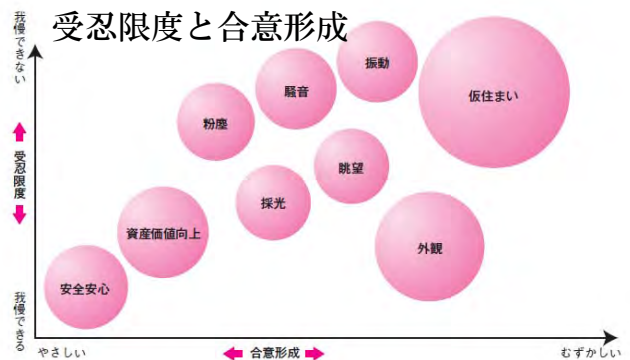 受忍限度と合意形成
我慢できない
受忍限度
我慢できる
振動
騒音
仮住まい
粉塵
眺望
採光
資産価値向上
外観
安全安心
やさしい
合意形成
むずかしい